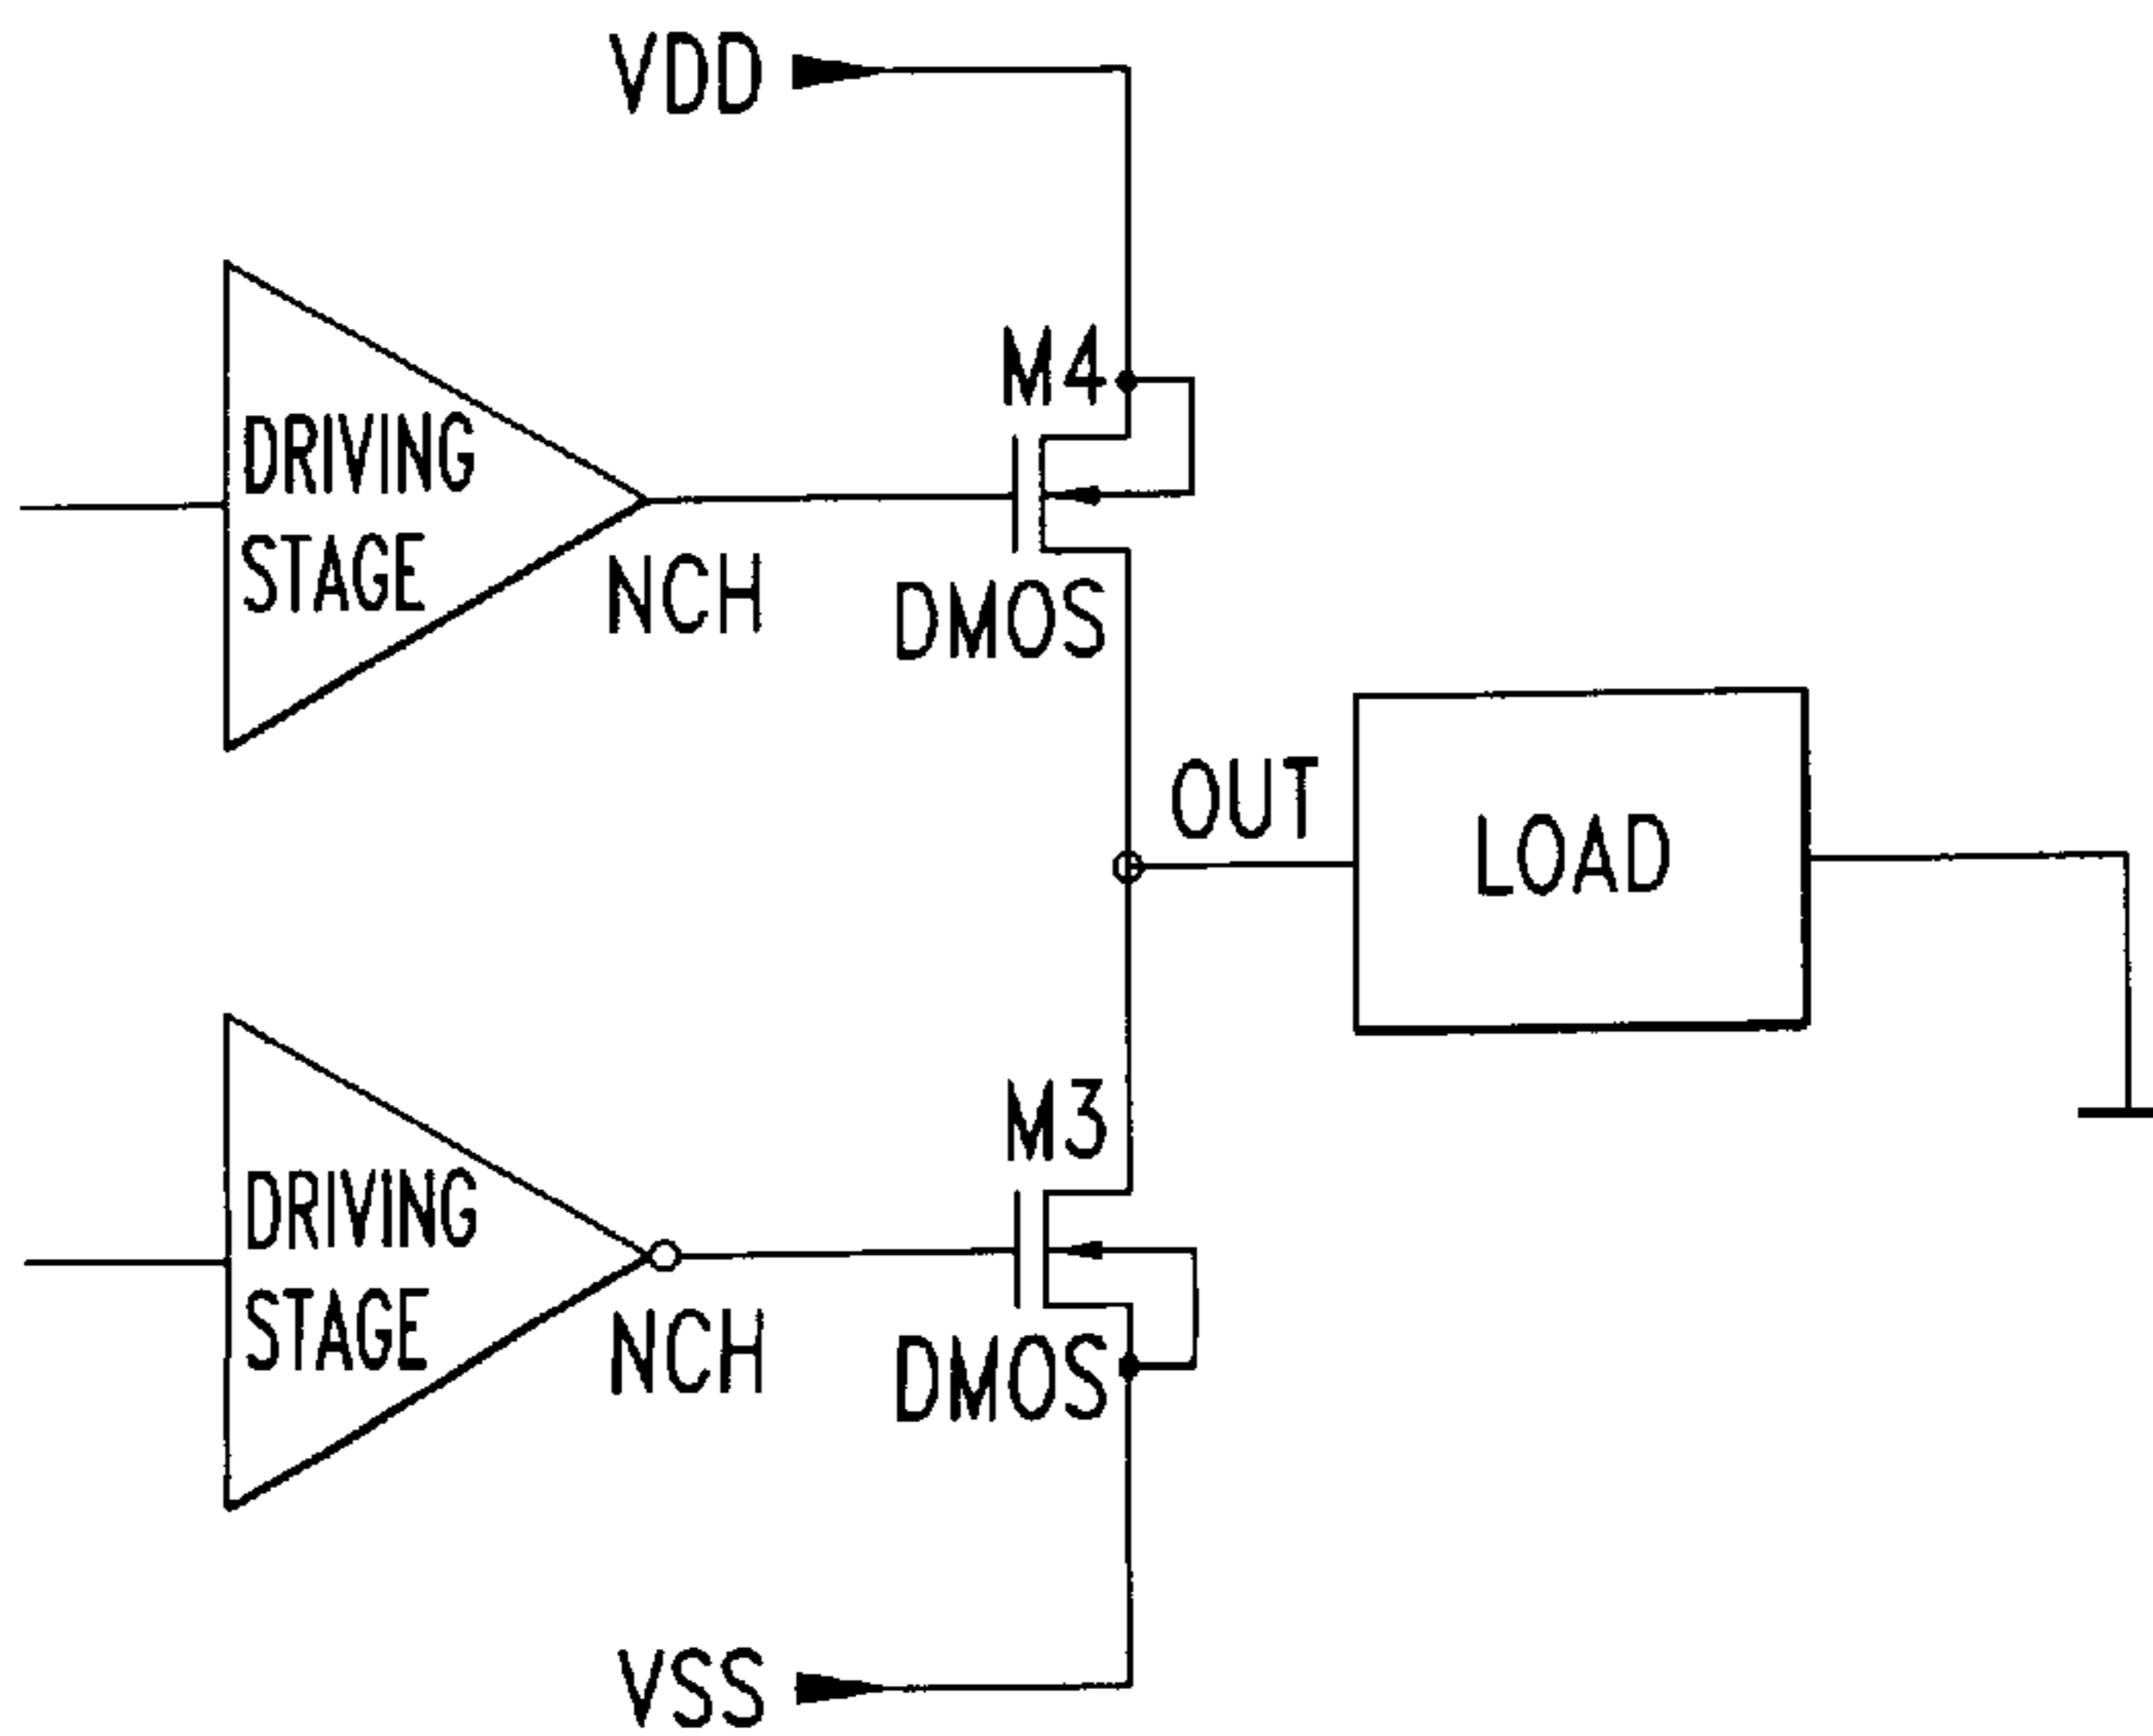 VDD
M4
DRIVING
STAGE
NCH
DMOS
OUT
LOAD
M3
DRIVING
STAGE
NCH
DMOS
VSS